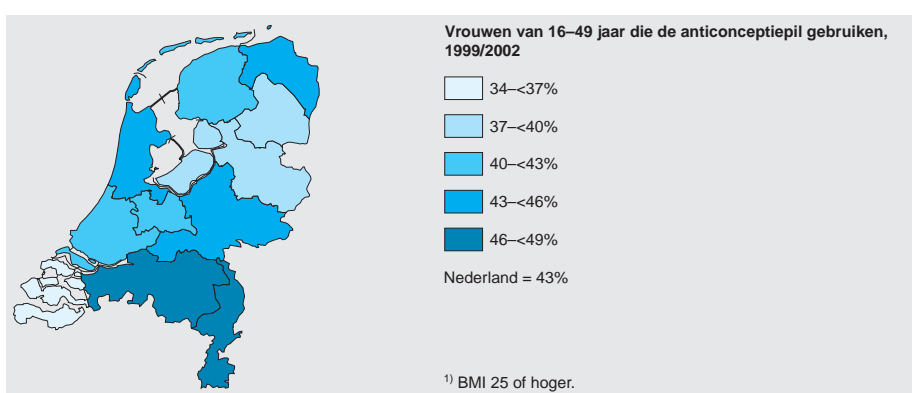 Vrouwen van 16–49 jaar die de anticonceptiepil gebruiken,
1999/2002
34–<37%
37–<40%
40–<43%
43–<46%
46–<49%
Nederland = 43%
1) BMI 25 of hoger.